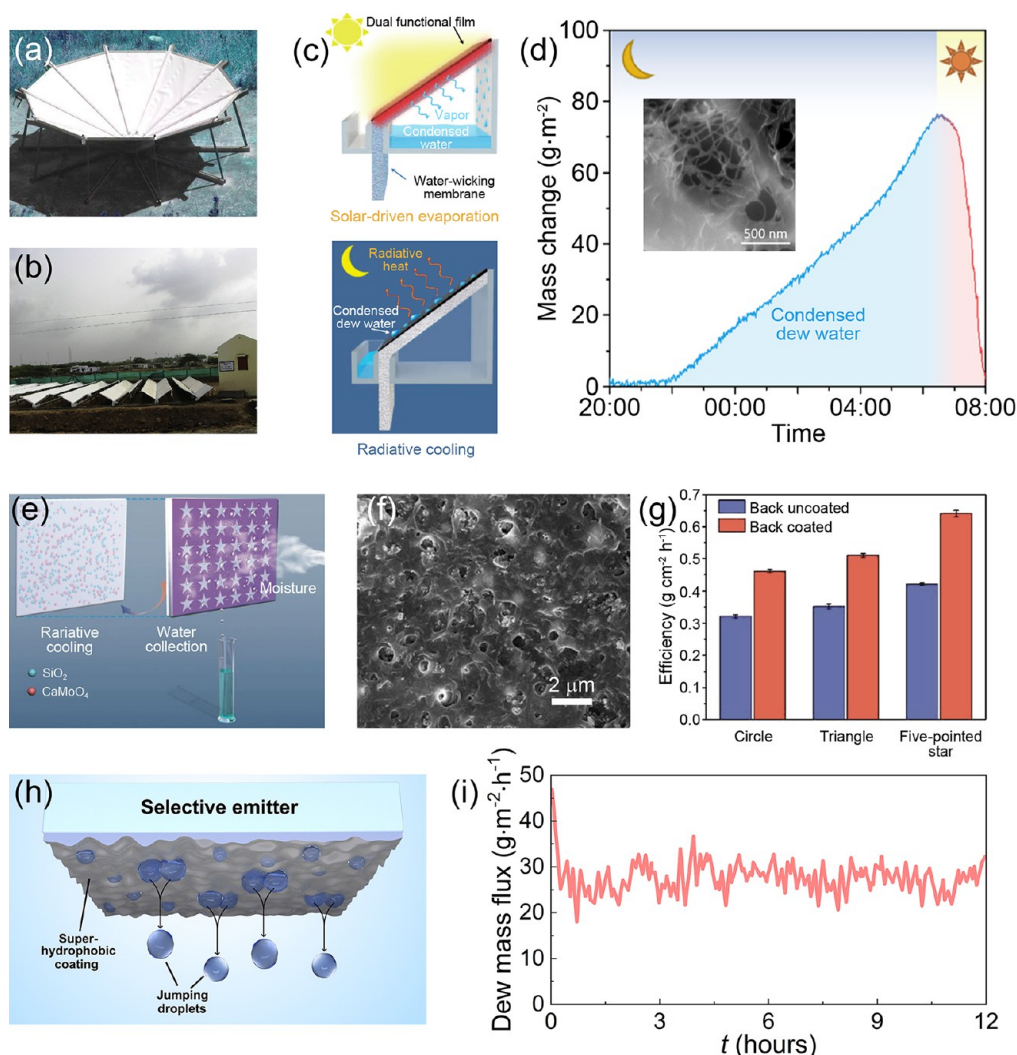 (a)
(b)
(c)
Dual functional film
Vapor
Condensed
water
Water-wicking
membrane
Solar-driven evaporation
Radiative
heat
Condensed
dew water
Radiative cooling
(d)
Mass change (g·m⁻²)
100
80
60
40
20
0
500 nm
Condensed
dew water
20:00
00:00
04:00
08:00
Time
(e)
Moisture
Rariative
cooling
Water
collection
SiO₂
CaMoO₄
(f)
2 μm
(g)
Efficiency (g cm⁻² h⁻¹)
0.7
0.6
0.5
0.4
0.3
0.2
0.1
0.0
Back uncoated
Back coated
Circle
Triangle
Five-pointed
star
(h)
Selective emitter
Super-
hydrophobic
coating
Jumping
droplets
(i)
Dew mass flux (g·m⁻²·h⁻¹)
50
40
30
20
10
0
0
3
6
9
12
t (hours)